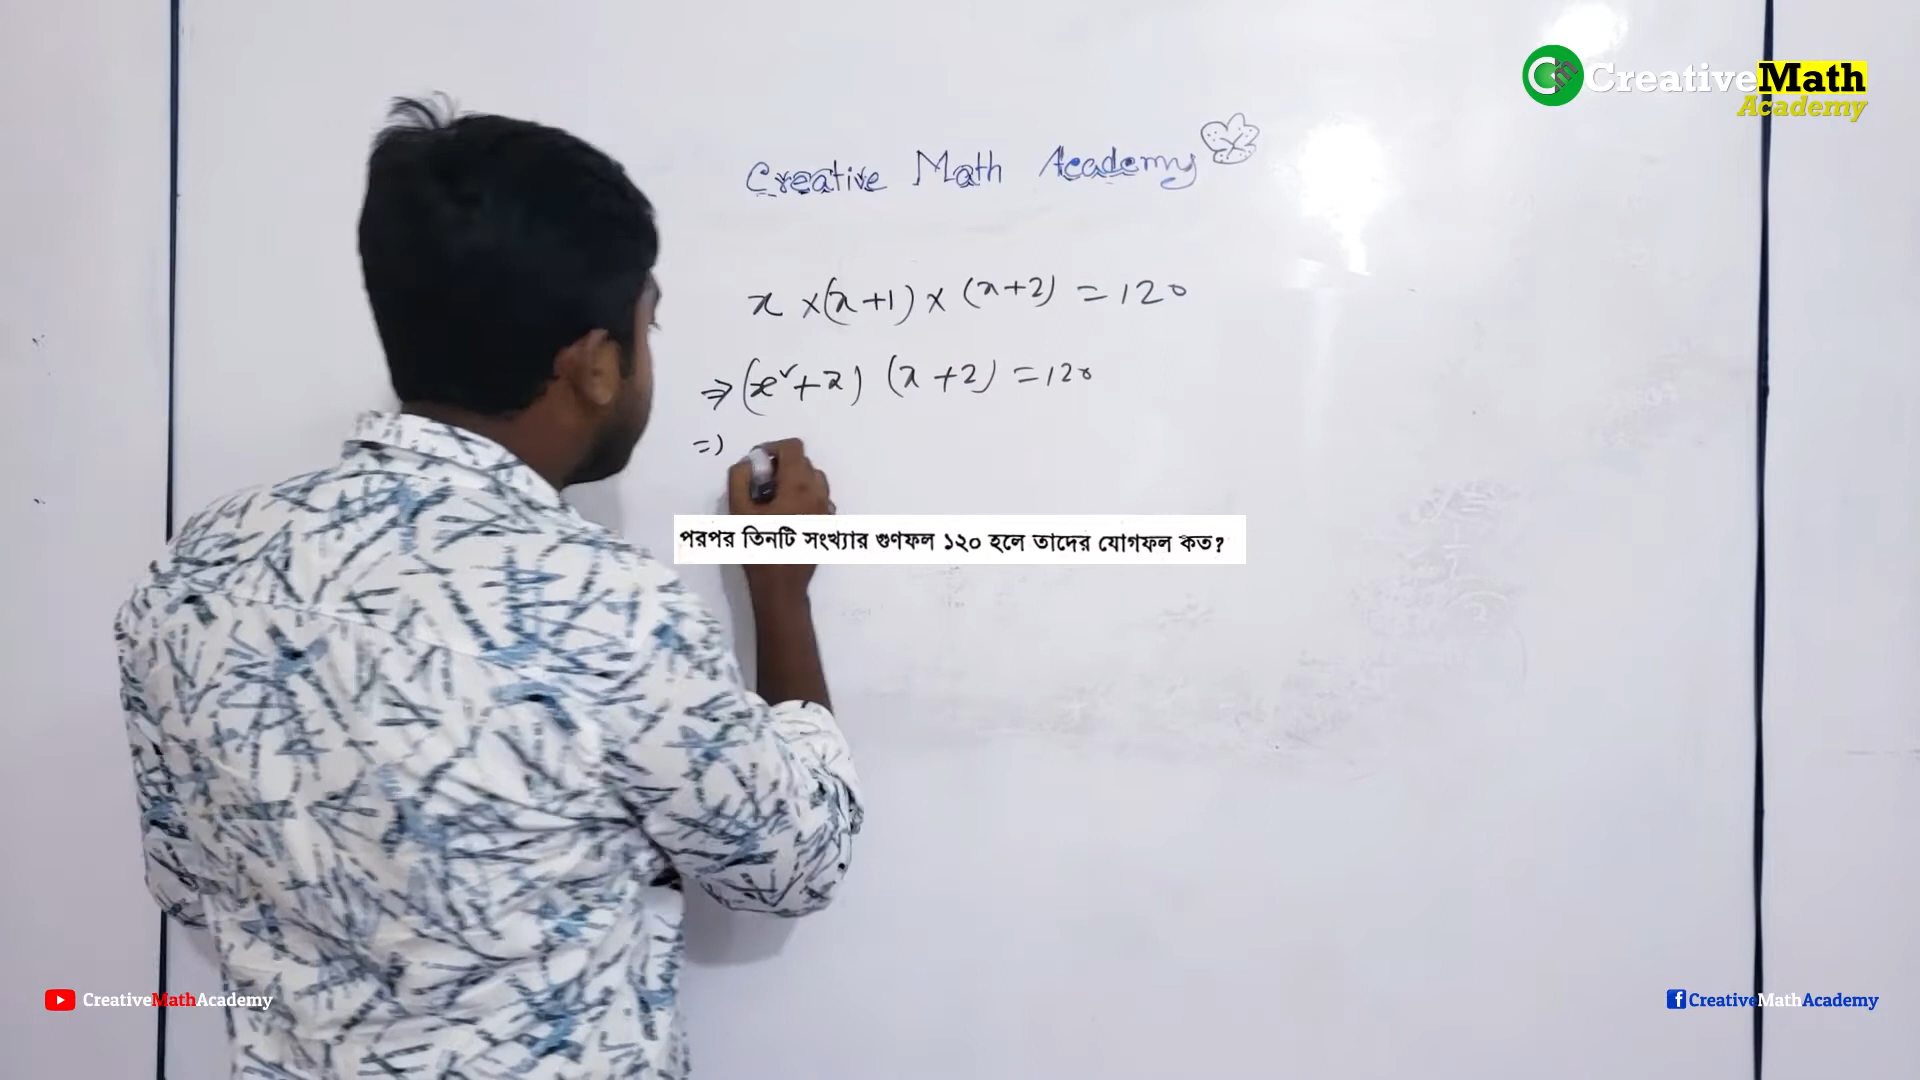 CreativeMath
Academy
Creative Math Academy
x × (x+1) × (x+2) = 120
⇒ (x²+x) (x+2) = 120
⇒
পরপর তিনটি সংখ্যার গুণফল ১২০ হলে তাদের যোগফল কত?
CreativeMathAcademy
CreativeMathAcademy